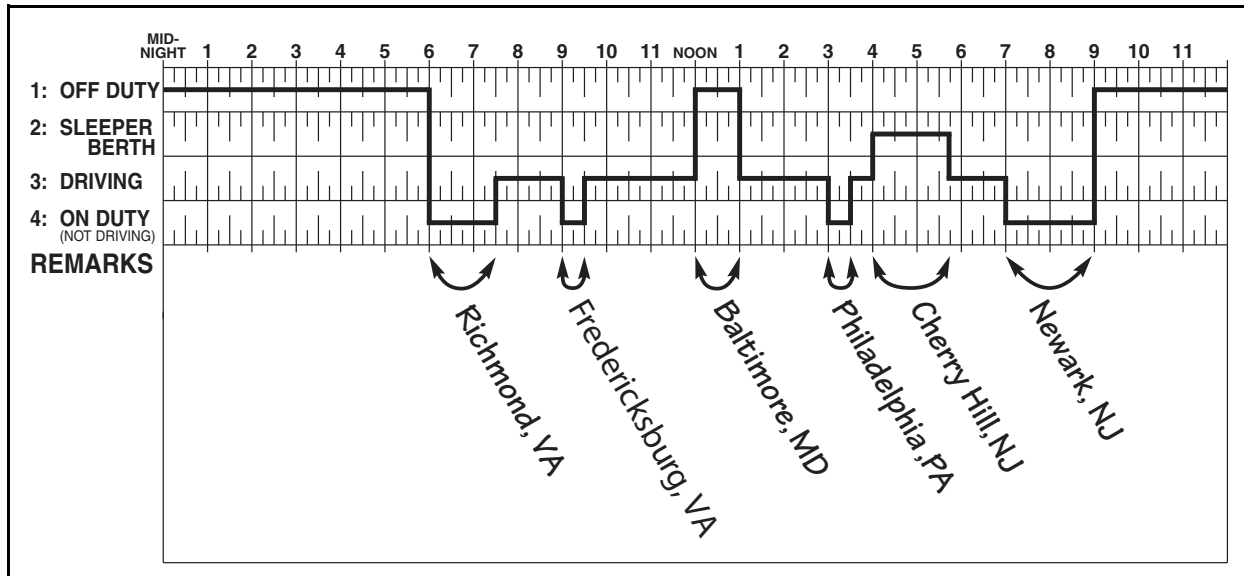 MID-
NIGHT 1 2 3 4 5 6 7 8 9 10 11 NOON 1 2 3 4 5 6 7 8 9 10 11
1: OFF DUTY
2: SLEEPER
BERTH
3: DRIVING
4: ON DUTY
(NOT DRIVING)
REMARKS
Richmond, VA
Fredericksburg, VA
Baltimore, MD
Philadelphia ,PA
Cherry Hill, NJ
Newark, NJ